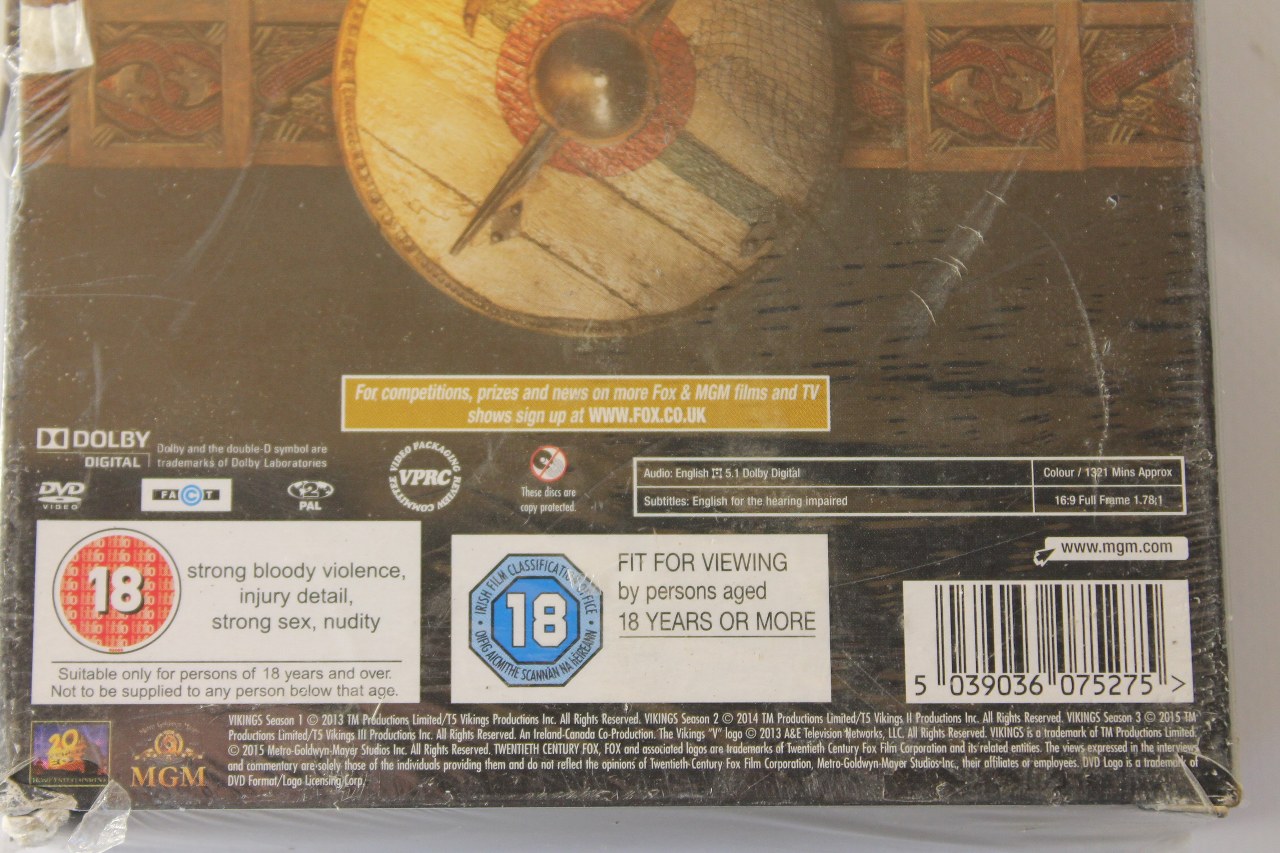 For competitions, prizes and news on more Fox & MGM films and TV
shows sign up at WWW.FOX.CO.UK
DOLBY
DIGITAL
Dolby and the double-D symbol are
trademarks of Dolby Laboratories
DVD
VIDEO
FACT
2
PAL
VIDEO PACKAGING REVIEW COMMITTEE
VPRC
These discs are
copy protected.
Audio: English 5.1 Dolby Digital
Colour / 1321 Mins Approx
Subtitles: English for the hearing impaired
16:9 Full Frame 1.78:1
www.mgm.com
18
strong bloody violence,
injury detail,
strong sex, nudity
Suitable only for persons of 18 years and over.
Not to be supplied to any person below that age.
IRISH FILM CLASSIFICATION OFFICE
18
OIFIG AICMITHE SCANNÁN NA hÉIREANN
FIT FOR VIEWING
by persons aged
18 YEARS OR MORE
5 039036 075275 >
VIKINGS Season 1 © 2013 TM Productions Limited/T5 Vikings Productions Inc. All Rights Reserved. VIKINGS Season 2 © 2014 TM Productions Limited/T5 Vikings II Productions Inc. All Rights Reserved. VIKINGS Season 3 © 2015 TM
Productions Limited/T5 Vikings III Productions Inc. All Rights Reserved. An Ireland-Canada Co-Production. The Vikings "V" logo © 2013 A&E Television Networks, LLC. All Rights Reserved. VIKINGS is a trademark of TM Productions Limited.
© 2015 Metro-Goldwyn-Mayer Studios Inc. All Rights Reserved. TWENTIETH CENTURY FOX, FOX and associated logos are trademarks of Twentieth Century Fox Film Corporation and its related entities. The views expressed in the interviews
and commentary are solely those of the individuals providing them and do not reflect the opinions of Twentieth Century Fox Film Corporation, Metro-Goldwyn-Mayer Studios Inc., their affiliates or employees. DVD Logo is a trademark of
DVD Format/Logo Licensing Corp.
20
HOME ENTERTAINMENT
MGM